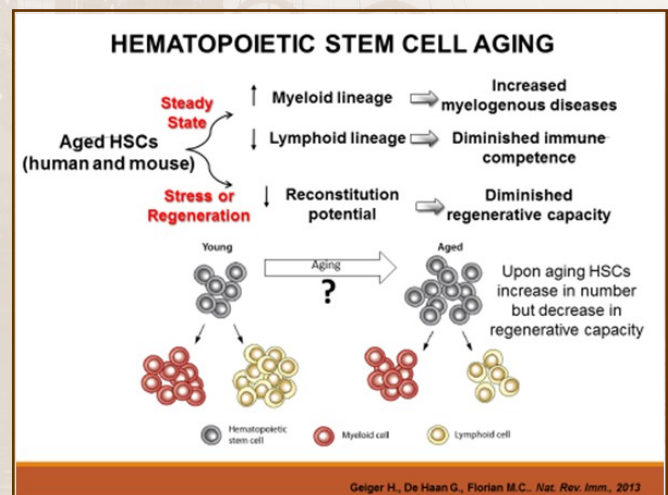 HEMATOPOIETIC STEM CELL AGING
Steady
State
Aged HSCs
(human and mouse)
Stress or
Regeneration
↑ Myeloid lineage
Increased
myelogenous diseases
↓ Lymphoid lineage
Diminished immune
competence
↓ Reconstitution
potential
Diminished
regenerative capacity
Young
Aging
?
Aged
Upon aging HSCs
increase in number
but decrease in
regenerative capacity
Hematopoietic
stem cell
Myeloid cell
Lymphoid cell
Geiger H., De Haan G., Florian M.C.. Nat. Rev. Imm., 2013